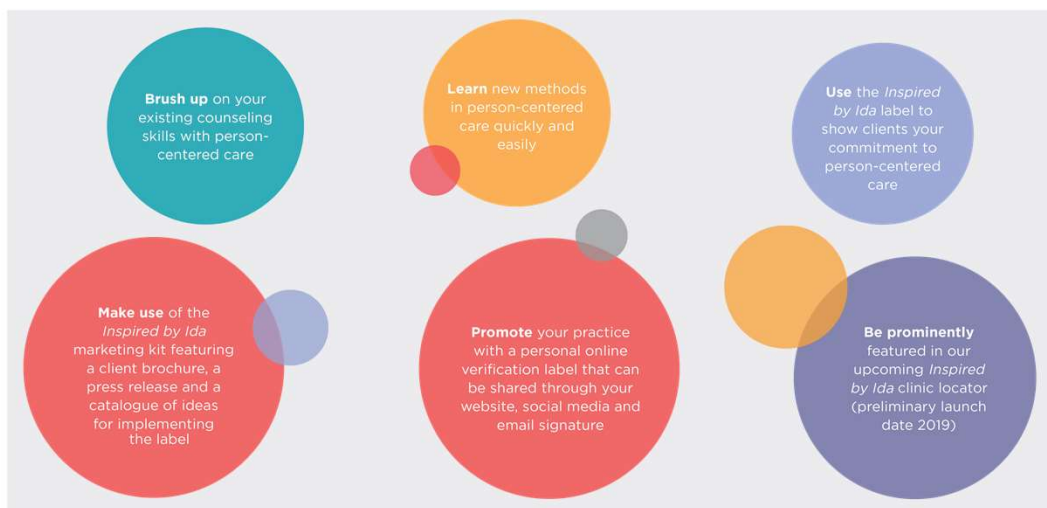 Brush up on your
existing counseling
skills with person-
centered care
Learn new methods
in person-centered
care quickly and
easily
Use the Inspired
by Ida label to
show clients your
commitment to
person-centered
care
Make use of the
Inspired by Ida
marketing kit featuring
a client brochure, a
press release and a
catalogue of ideas
for implementing
the label
Promote your practice
with a personal online
verification label that can
be shared through your
website, social media and
email signature
Be prominently
featured in our
upcoming Inspired
by Ida clinic locator
(preliminary launch
date 2019)